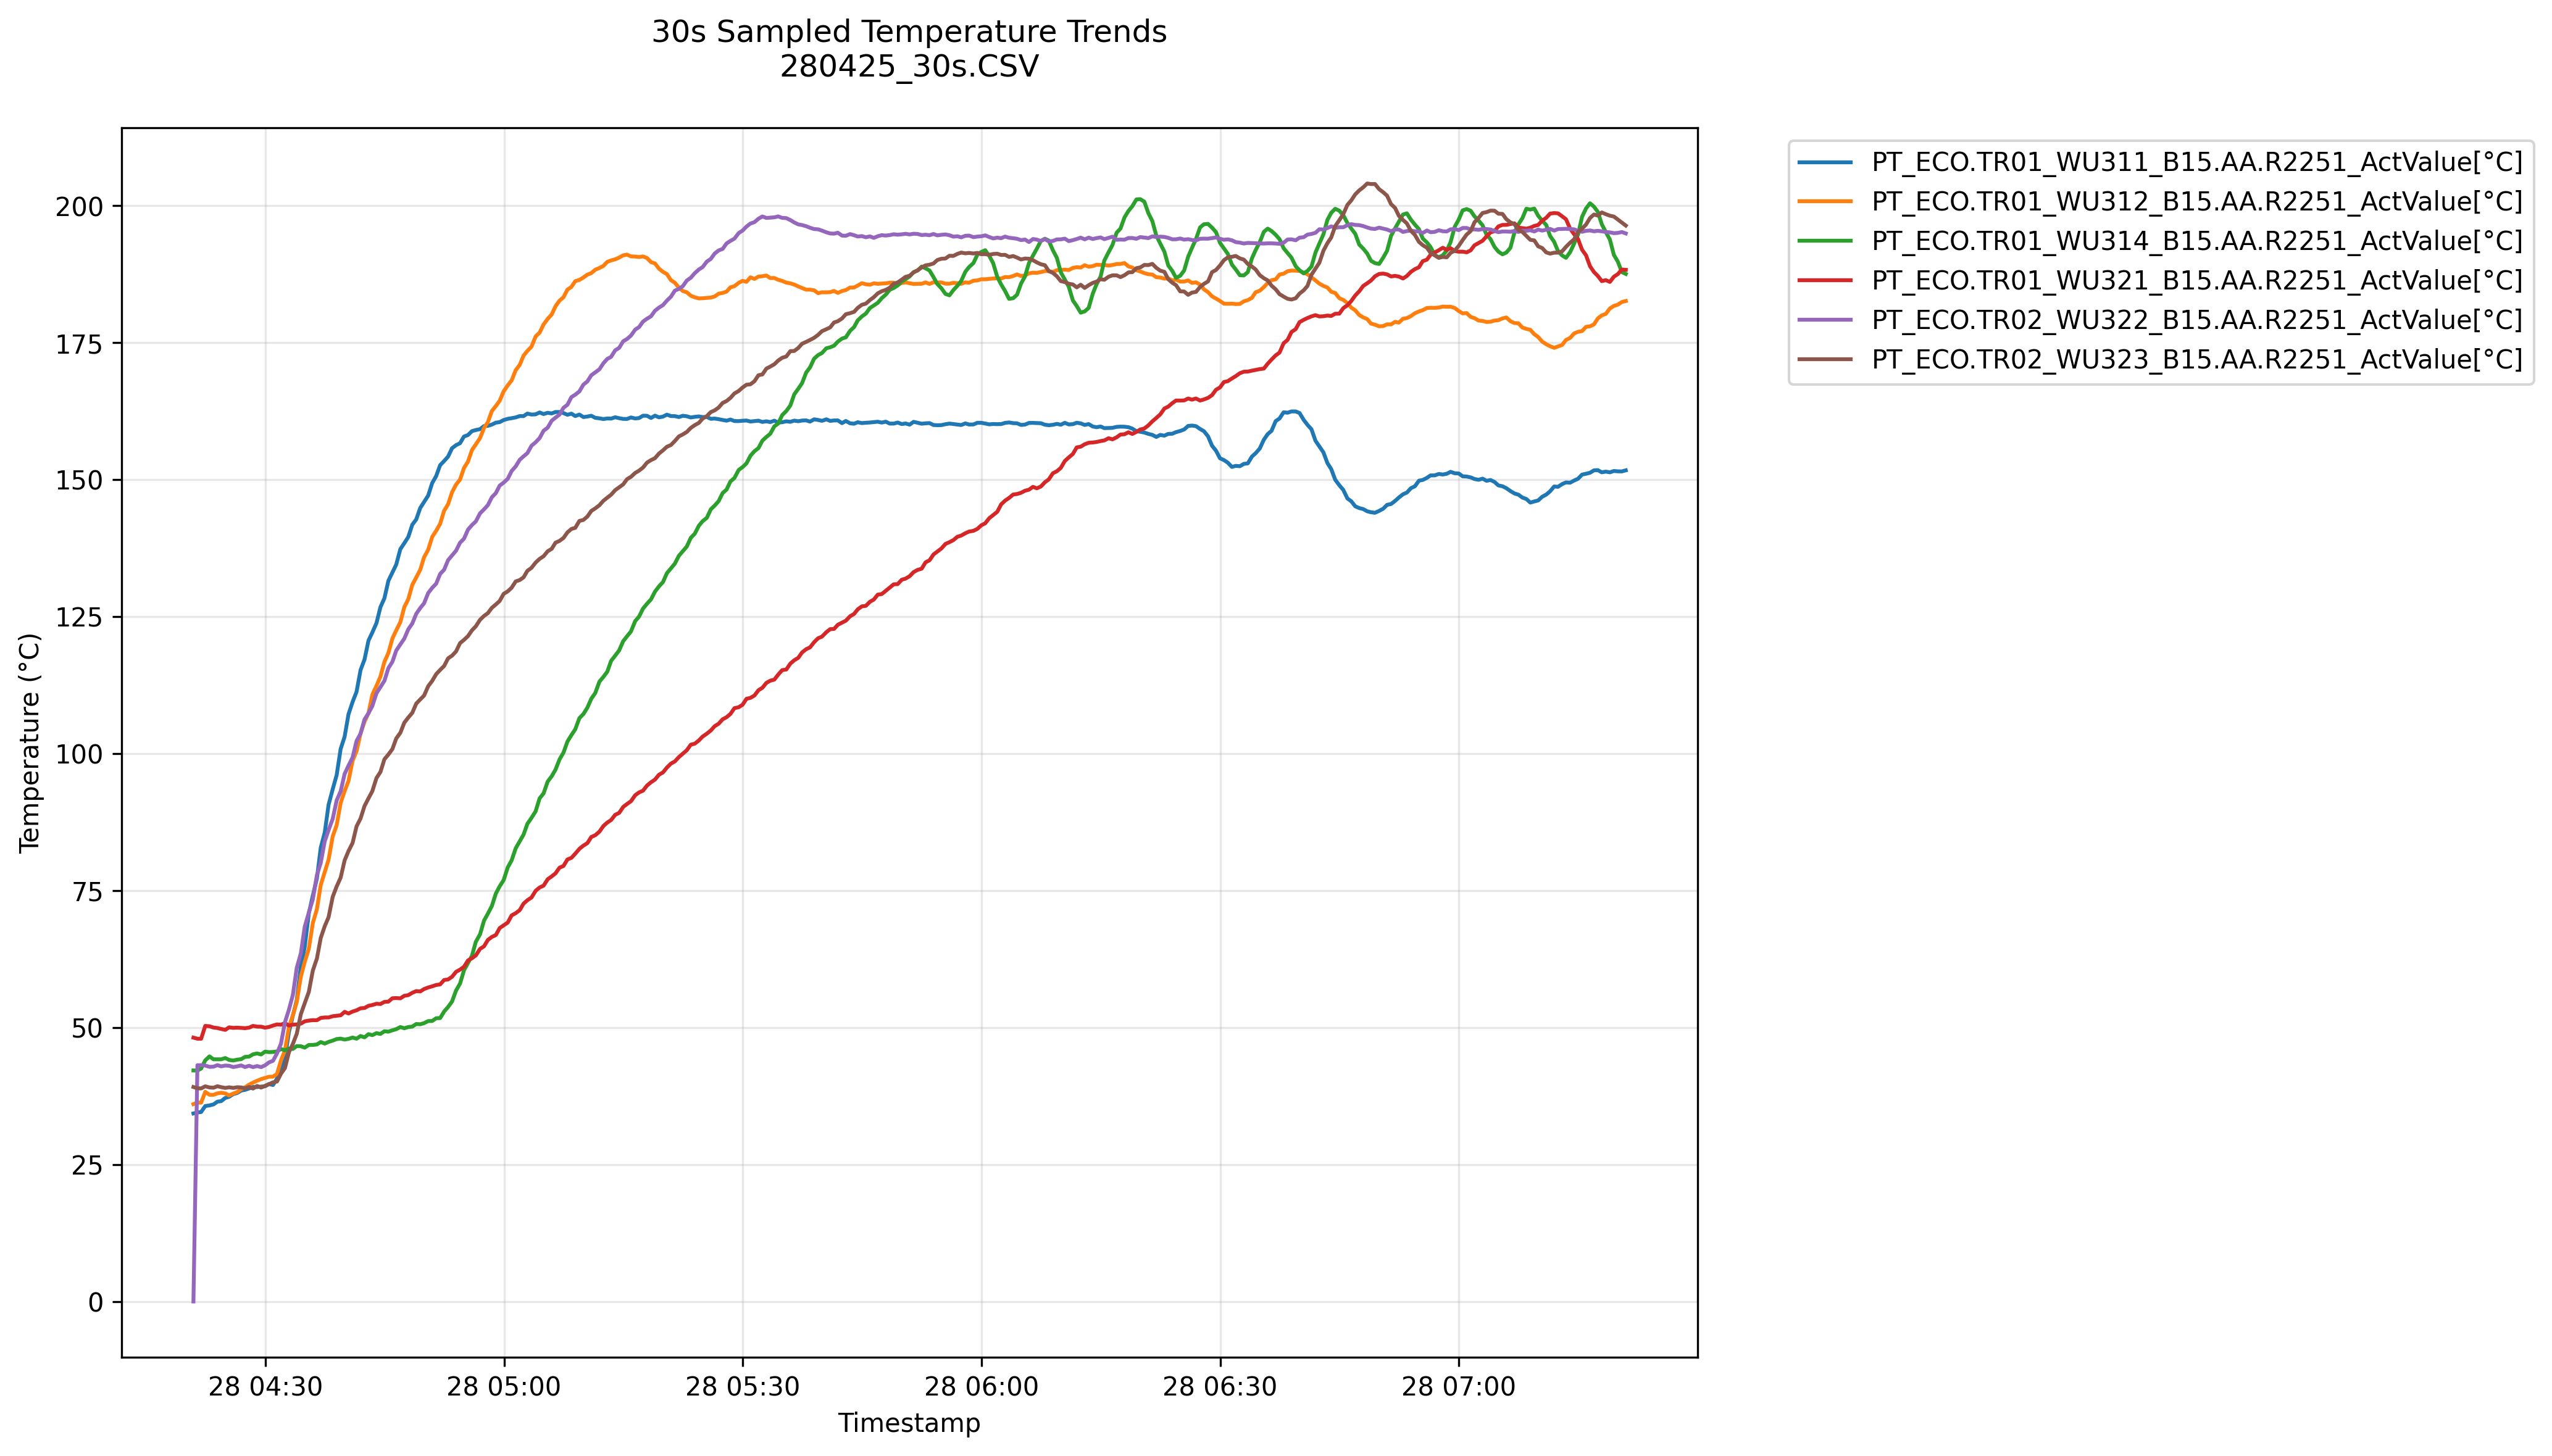 30s Sampled Temperature Trends
280425_30s.CSV
PT_ECO.TR01_WU311_B15.AA.R2251_ActValue[°C]
PT_ECO.TR01_WU312_B15.AA.R2251_ActValue[°C]
PT_ECO.TR01_WU314_B15.AA.R2251_ActValue[°C]
PT_ECO.TR01_WU321_B15.AA.R2251_ActValue[°C]
PT_ECO.TR02_WU322_B15.AA.R2251_ActValue[°C]
PT_ECO.TR02_WU323_B15.AA.R2251_ActValue[°C]
Temperature (°C)
200
175
150
125
100
75
50
25
0
28 04:30
28 05:00
28 05:30
28 06:00
28 06:30
28 07:00
Timestamp